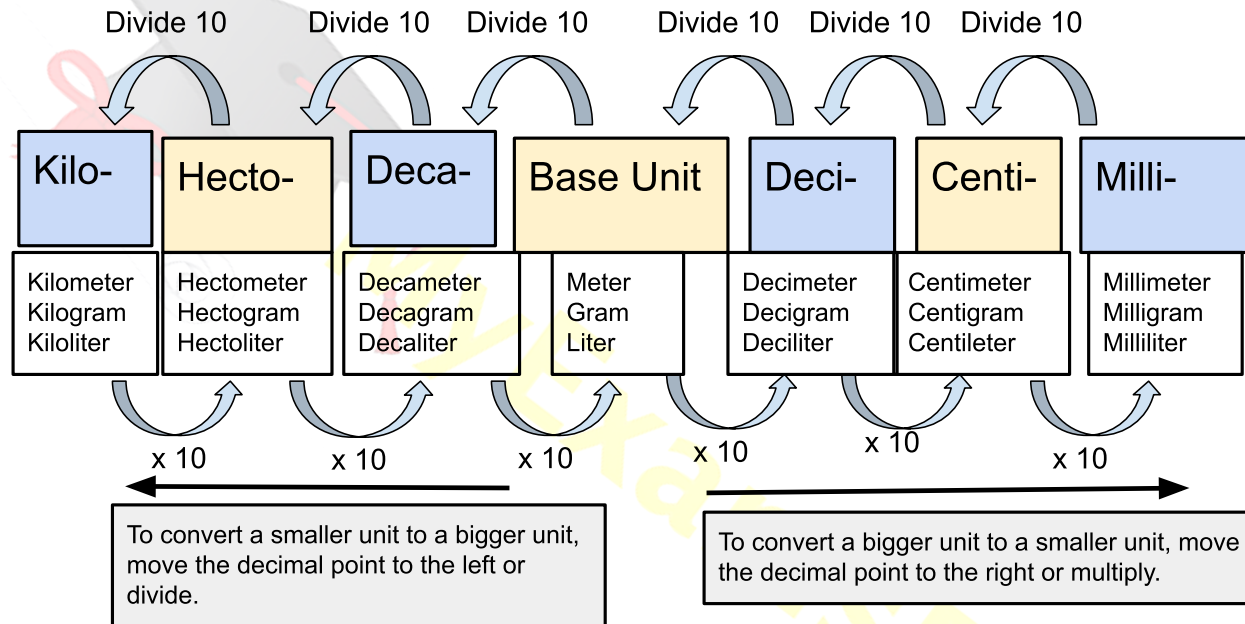 Divide 10
Divide 10
Divide 10
Divide 10
Divide 10
Divide 10
Kilo-
Hecto-
Deca-
Base Unit
Deci-
Centi-
Milli-
Kilometer
Kilogram
Kiloliter
Hectometer
Hectogram
Hectoliter
Decameter
Decagram
Decaliter
Meter
Gram
Liter
Decimeter
Decigram
Deciliter
Centimeter
Centigram
Centileter
Millimeter
Milligram
Milliliter
x 10
x 10
x 10
x 10
x 10
x 10
To convert a smaller unit to a bigger unit,
move the decimal point to the left or
divide.
To convert a bigger unit to a smaller unit, move
the decimal point to the right or multiply.